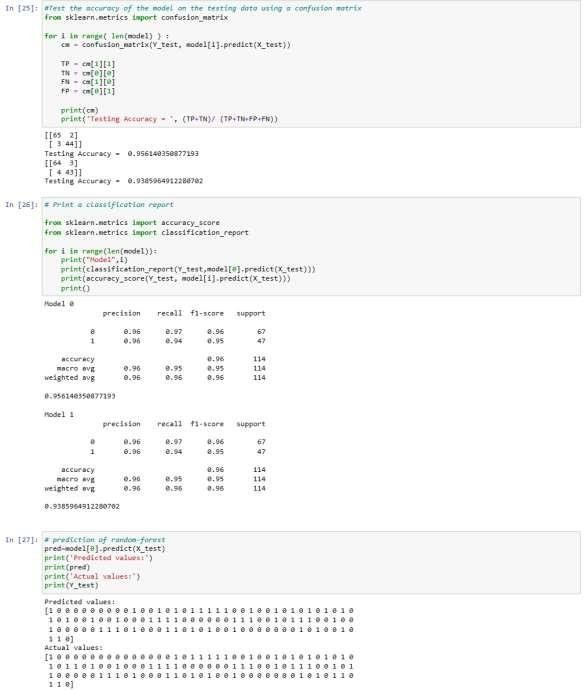 In [25]: #Test the accuracy of the model on the testing data using a confusion matrix
from sklearn.metrics import confusion_matrix
for i in range( len(model) ) :
cm = confusion_matrix(Y_test, model[i].predict(X_test))
TP = cm[1][1]
TN = cm[0][0]
FN = cm[1][0]
FP = cm[0][1]
print(cm)
print('Testing Accuracy = ', (TP+TN)/ (TP+TN+FP+FN))
[[65 2]
[ 3 44]]
Testing Accuracy = 0.956140350877193
[[64 3]
[ 4 43]]
Testing Accuracy = 0.9385964912280702
In [26]: # Print a classification report
from sklearn.metrics import accuracy_score
from sklearn.metrics import classification_report
for i in range(len(model)):
print("Model",i)
print(classification_report(Y_test,model[0].predict(X_test)))
print(accuracy_score(Y_test, model[i].predict(X_test)))
print()
Model 0
precision recall f1-score support
0 0.96 0.97 0.96 67
1 0.96 0.94 0.95 47
accuracy 0.96 114
macro avg 0.96 0.95 0.95 114
weighted avg 0.96 0.96 0.96 114
0.956140350877193
Model 1
precision recall f1-score support
0 0.96 0.97 0.96 67
1 0.96 0.94 0.95 47
accuracy 0.96 114
macro avg 0.96 0.95 0.95 114
weighted avg 0.96 0.96 0.96 114
0.9385964912280702
In [27]: # prediction of random-forest
pred=model[0].predict(X_test)
print('Predicted values:')
print(pred)
print('Actual values:')
print(Y_test)
Predicted values:
[1 0 0 0 0 0 0 0 0 0 1 0 0 1 0 1 0 1 1 1 1 1 0 0 1 0 0 1 0 1 0 1 0 1 0 1 0
1 0 1 0 0 1 0 0 1 0 0 0 1 1 1 1 0 0 0 0 0 0 1 1 1 0 0 1 0 1 1 1 0 0 1 0 0
1 0 0 0 0 1 1 1 0 1 0 0 0 1 1 0 1 0 1 0 0 1 0 0 0 0 0 0 0 1 0 1 0 0 1 0
1 1 0]
Actual values:
[1 0 0 0 0 0 0 0 0 0 0 0 0 1 0 1 0 1 1 1 1 1 0 0 1 0 0 1 0 1 0 1 0 1 0 1 0
1 0 1 1 0 1 0 0 1 0 0 0 1 1 1 1 0 0 0 0 0 0 1 1 1 0 0 1 0 1 1 1 0 0 1 0 1
1 0 0 0 0 1 1 1 0 1 0 0 0 1 1 0 1 0 1 0 0 1 0 0 0 0 0 0 0 1 0 1 0 1 1 0
1 1 0]